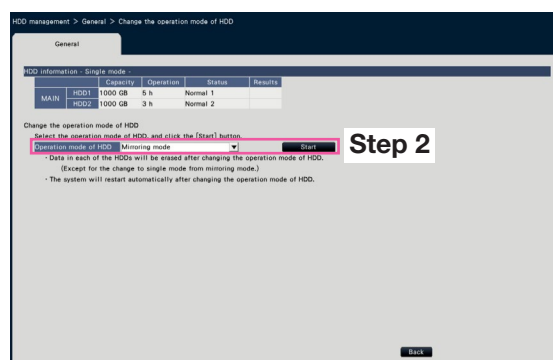 HDD management > General > Change the operation mode of HDD
General
HDD information - Single mode -
Capacity Operation Status Results
MAIN HDD1 1000 GB 5 h Normal 1
HDD2 1000 GB 3 h Normal 2
Change the operation mode of HDD
Select the operation mode of HDD, and click the [Start] button.
Operation mode of HDD Mirroring mode Start
Step 2
・Data in each of the HDDs will be erased after changing the operation mode of HDD.
(Except for the change to single mode from mirroring mode.)
・The system will restart automatically after changing the operation mode of HDD.
Back